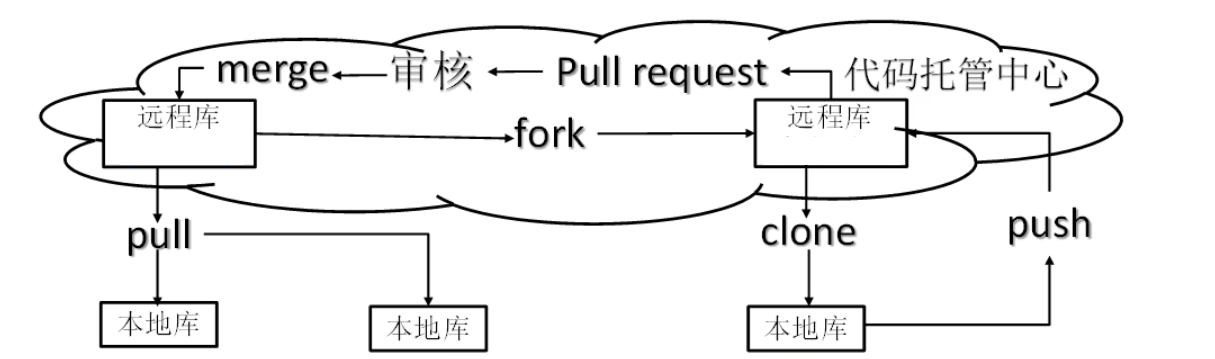 merge 审核 Pull request 代码托管中心
远程库 远程库
fork
pull clone push
本地库 本地库 本地库